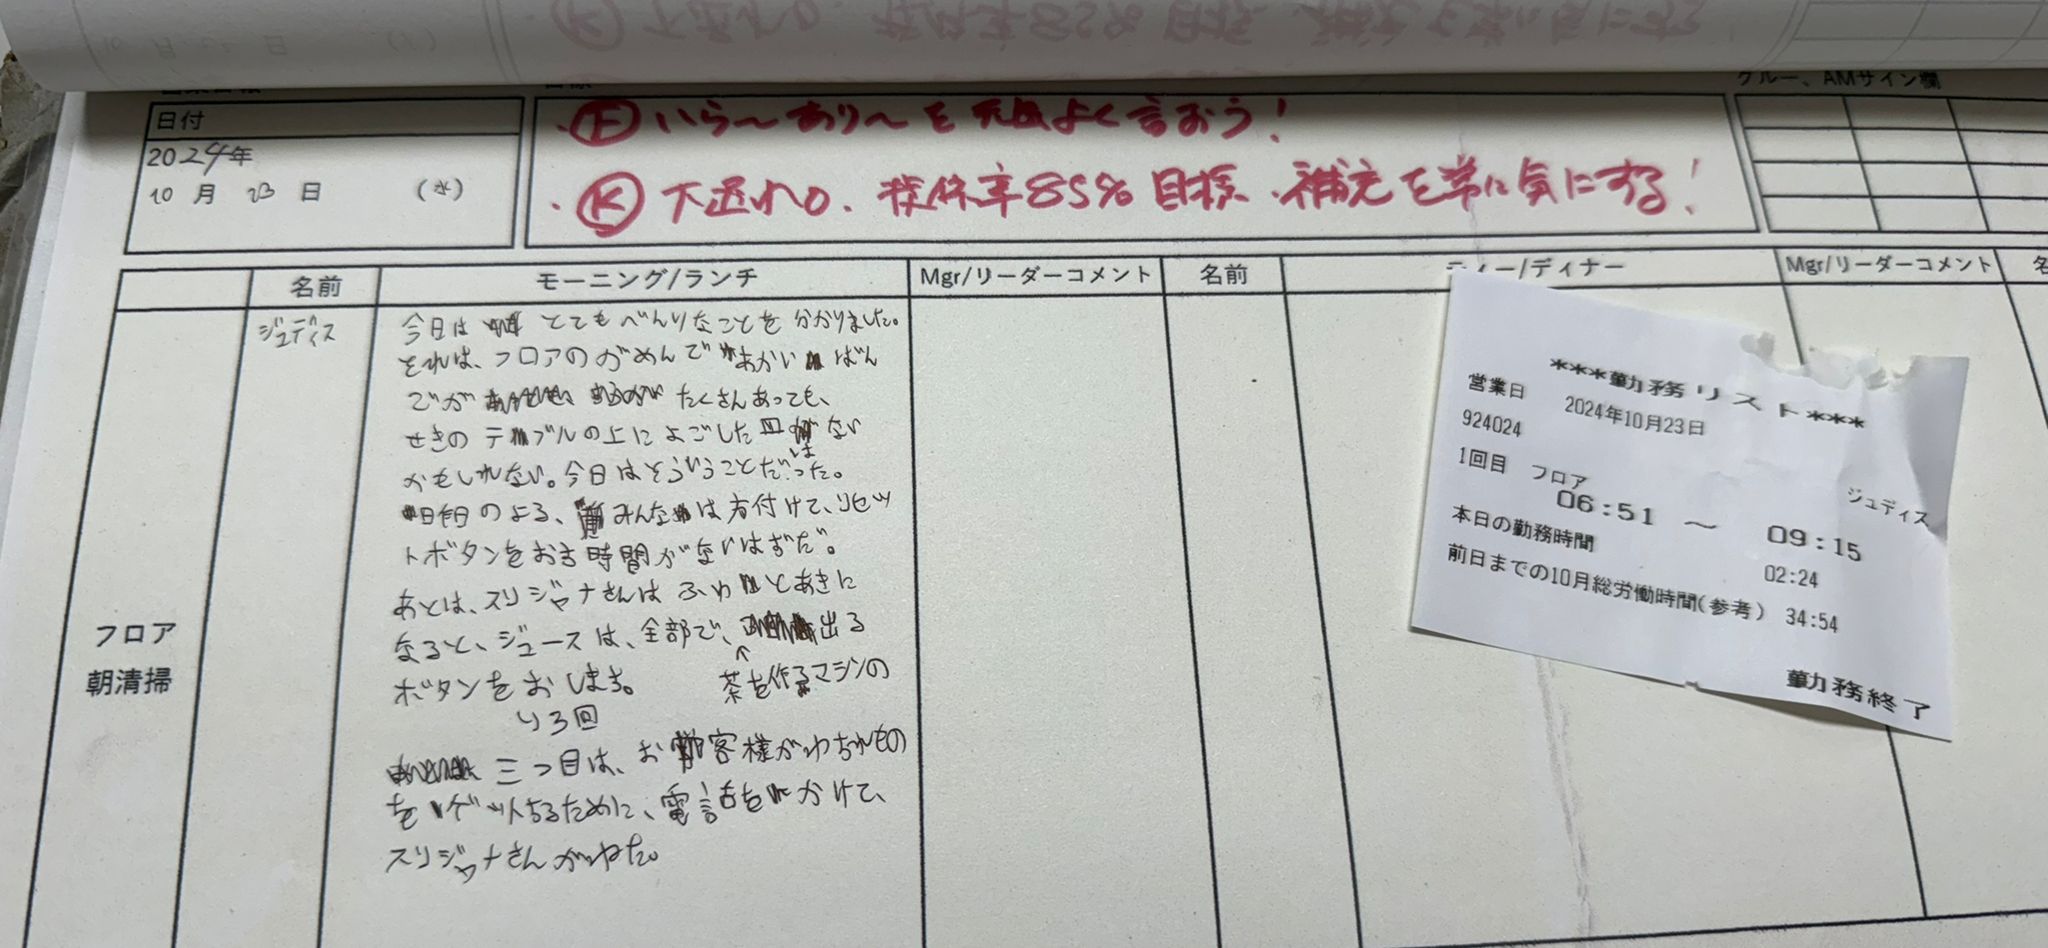 クルー、AMサイン欄
日付
2024年
10月 23日 (水)
・Ⓕ いら〜あり〜を元気よく言おう!
・Ⓚ 下返れ0. 標休率85%目標、補充を常に気にする!
名前
モーニング/ランチ
Mgr/リーダーコメント
名前
ティー/ディナー
Mgr/リーダーコメント
名
フロア
朝清掃
ジュディス
今日は とてもべんりなことを分かりました。
それは、フロアのがめんで あかい ばん
でが たくさんあっても、
せきのテブルの上によごした皿 ない
は
かもしれない。今日はそういうことだった。
昨日のよる、みんな は片付けて、リセッ
トボタンをおす時間がないはずだ。
あとは、スリジャナさんは ふわ とあきに
なると、ジュースは、全部で、 出る
↑
茶を作るマシンの
ボタンをおします。
り3回
三つ目は、お客様がわすれもの
を ゲットするために、電話を かけて、
スリジャナさんがねた。
***勤務リスト***
営業日 2024年10月23日
924024 ジュディス
1回目 フロア
06:51 〜 09:15
本日の勤務時間 02:24
前日までの10月総労働時間(参考) 34:54
勤務終了